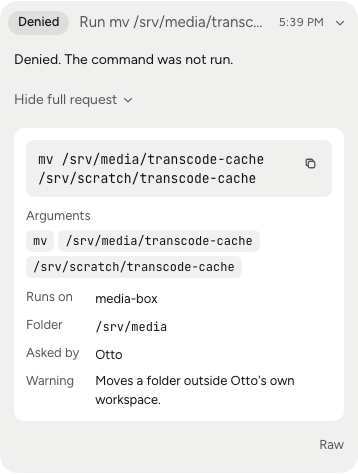 Denied Run mv /srv/media/transc... 5:39 PM
Denied. The command was not run.
Hide full request
mv /srv/media/transcode-cache
/srv/scratch/transcode-cache
Arguments
mv /srv/media/transcode-cache
/srv/scratch/transcode-cache
Runs on media-box
Folder /srv/media
Asked by Otto
Warning Moves a folder outside Otto's own
workspace.
Raw